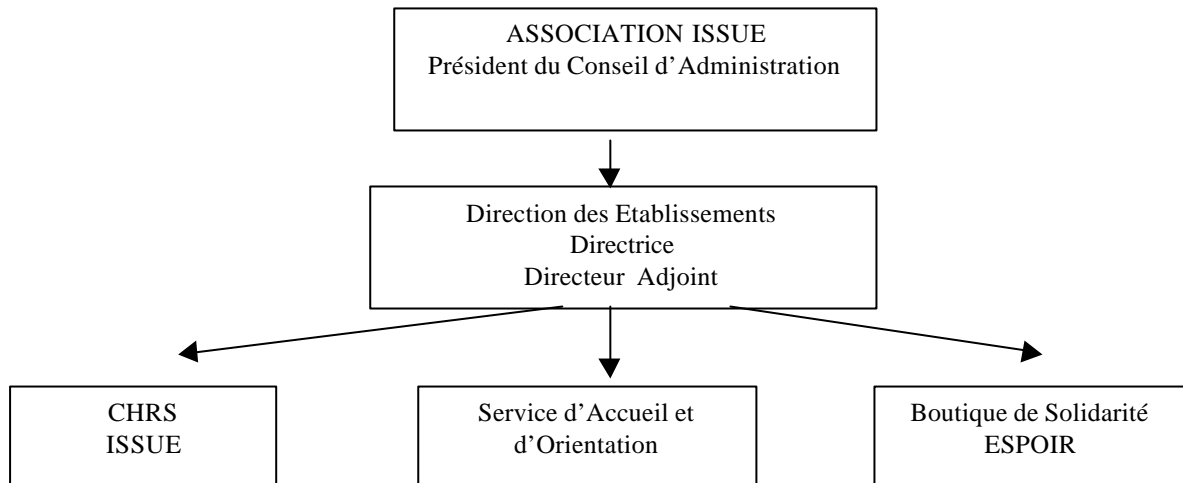 ASSOCIATION ISSUE
Président du Conseil d’Administration
Direction des Etablissements
Directrice
Directeur Adjoint
CHRS
ISSUE
Service d’Accueil et
d’Orientation
Boutique de Solidarité
ESPOIR